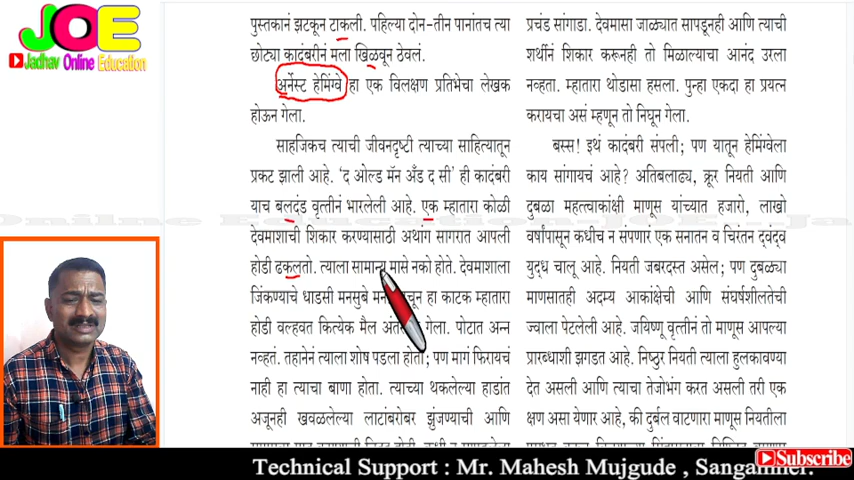 JOE
Jadhav Online Education
पुस्तकानं झटकून टाकली. पहिल्या दोन-तीन पानांतच त्या
छोट्या कादंबरीनं मला खिळवून ठेवलं.
अर्नेस्ट हेमिंग्वे हा एक विलक्षण प्रतिभेचा लेखक
होऊन गेला.
साहजिकच त्याची जीवनदृष्टी त्याच्या साहित्यातून
प्रकट झाली आहे. ‘द ओल्ड मॅन अँड द सी’ ही कादंबरी
याच बलदंड वृत्तीनं भारलेली आहे. एक म्हातारा कोळी
देवमाशाची शिकार करण्यासाठी अथांग सागरात आपली
होडी ढकलतो. त्याला सामान्य मासे नको होते. देवमाशाला
जिंकण्याचे धाडसी मनसुबे हा काटक म्हातारा
होडी वल्हवत कित्येक मैल गेला. पोटात अन्न
नव्हतं. तहानेनं त्याला शोष पडला होता; पण मागं फिरायचं
नाही हा त्याचा बाणा होता. त्याच्या थकलेल्या हाडांत
अजूनही खवळलेल्या लाटांबरोबर झुंजण्याची आणि
प्रचंड सांगाडा. देवमासा जाळ्यात सापडूनही आणि त्याची
शर्थीनं शिकार करूनही तो मिळाल्याचा आनंद उरला
नव्हता. म्हातारा थोडासा हसला. पुन्हा एकदा हा प्रयत्न
करायचा असं म्हणून तो निघून गेला.
बस्स! इथं कादंबरी संपली; पण यातून हेमिंग्वेला
काय सांगायचं आहे? अतिबलाढ्य, क्रूर नियती आणि
दुबळा महत्त्वाकांक्षी माणूस यांच्यात हजारो, लाखो
वर्षांपासून कधीच न संपणारं एक सनातन व चिरंतन द्वंद्व
युद्ध चालू आहे. नियती जबरदस्त असेल; पण दुबळ्या
माणसातही अदम्य आकांक्षेची आणि संघर्षशीलतेची
ज्वाला पेटलेली आहे. जयिष्णू वृत्तीनं तो माणूस आपल्या
प्रारब्धाशी झगडत आहे. निष्ठुर नियती त्याला हुलकावण्या
देत असली आणि त्याचा तेजोभंग करत असली तरी एक
क्षण असा येणार आहे, की दुर्बल वाटणारा माणूस नियतीला
Technical Support : Mr. Mahesh Mujgude , Sangamner.
Subscribe